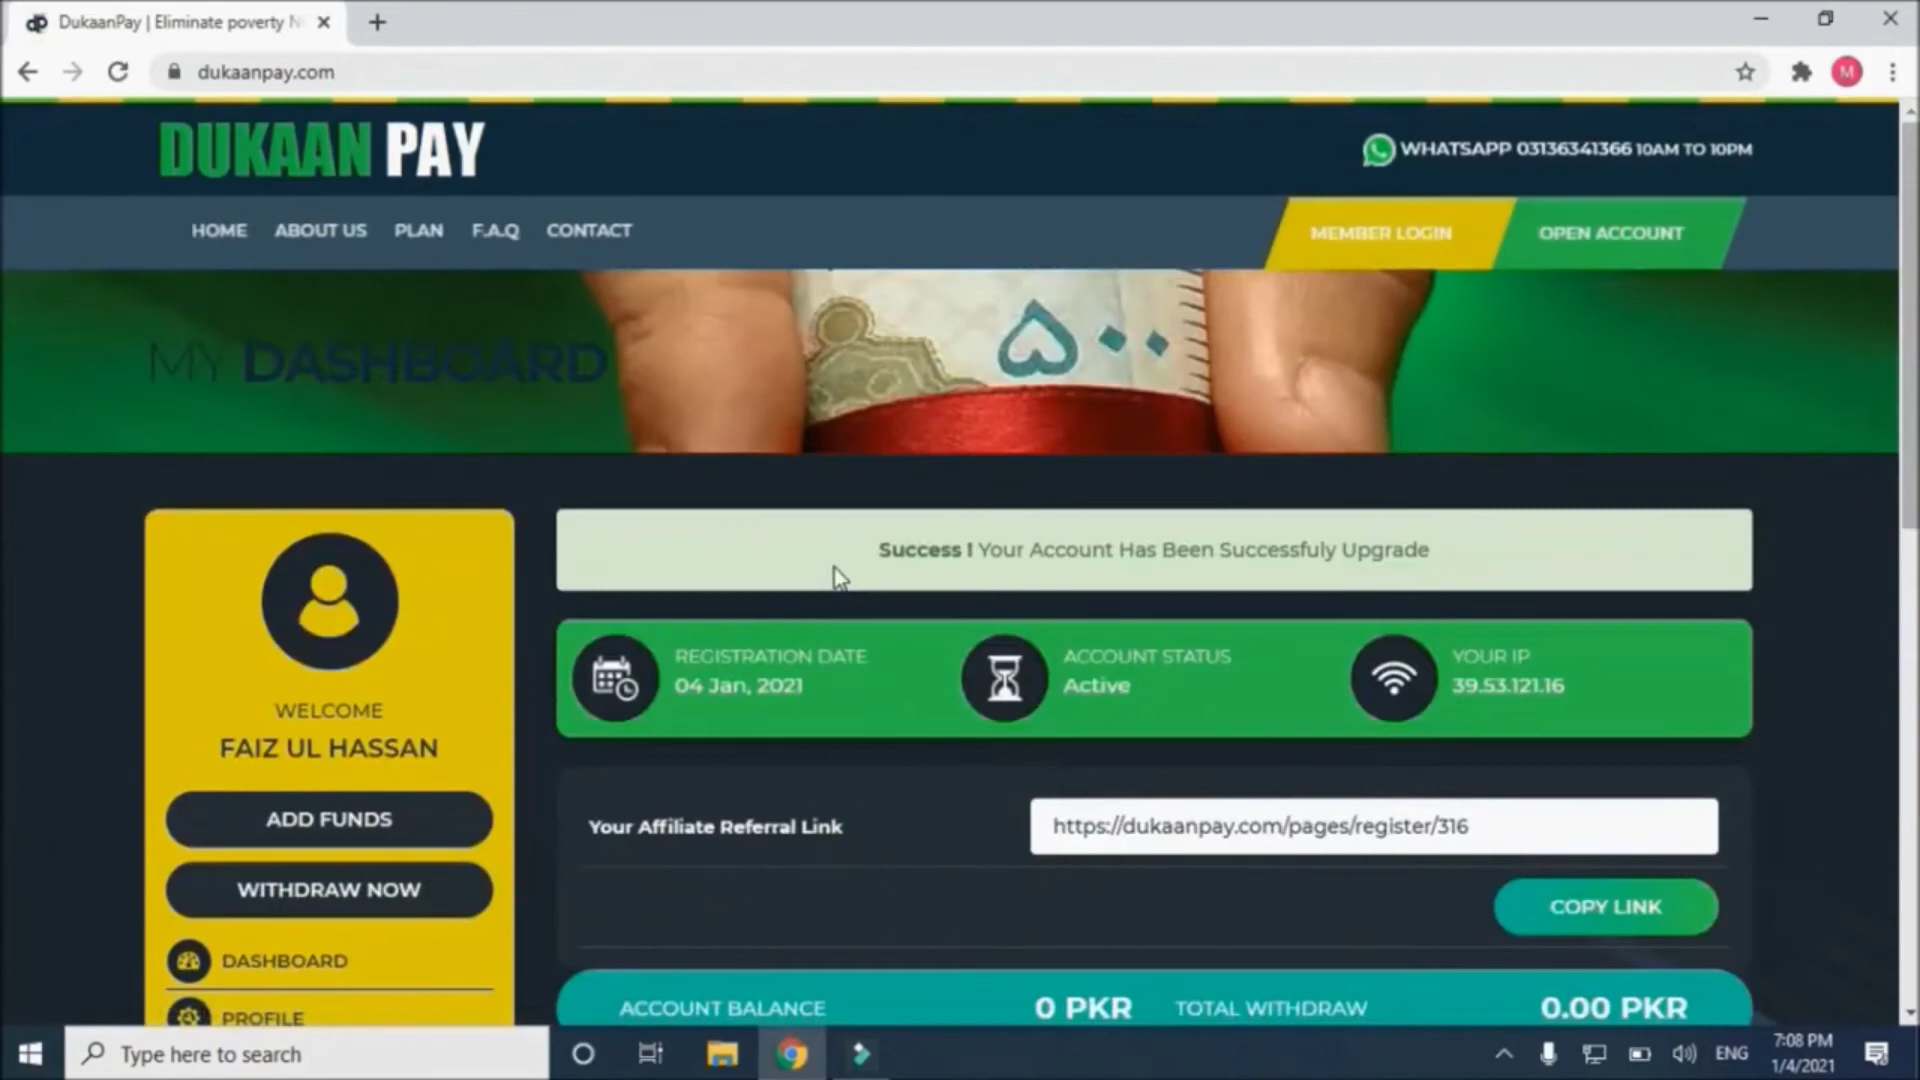 DukaanPay | Eliminate poverty N
dukaanpay.com
M
DUKAAN PAY
WHATSAPP 03136341366 10AM TO 10PM
HOME ABOUT US PLAN F.A.Q CONTACT
MEMBER LOGIN OPEN ACCOUNT
۵۰۰
MY DASHBOARD
Success ! Your Account Has Been Successfuly Upgrade
REGISTRATION DATE
04 Jan, 2021
ACCOUNT STATUS
Active
YOUR IP
39.53.121.16
WELCOME
FAIZ UL HASSAN
ADD FUNDS
WITHDRAW NOW
DASHBOARD
PROFILE
Your Affiliate Referral Link
https://dukaanpay.com/pages/register/316
COPY LINK
ACCOUNT BALANCE 0 PKR TOTAL WITHDRAW 0.00 PKR
Type here to search
ENG
7:08 PM
1/4/2021